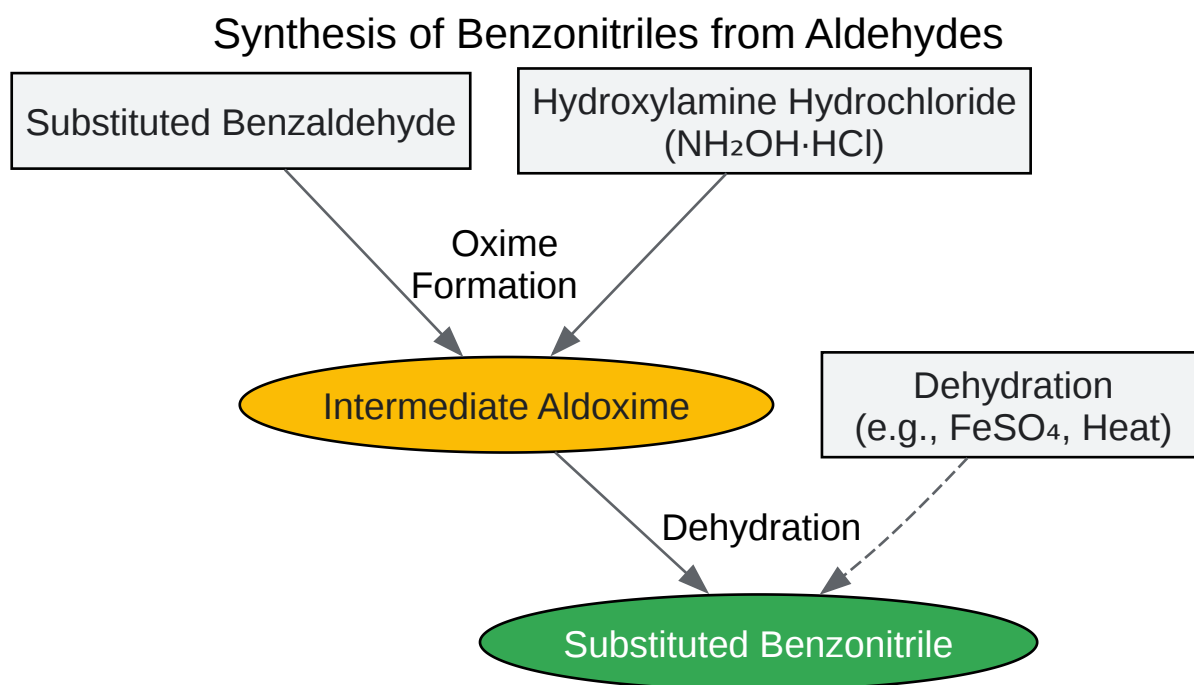 Synthesis of Benzonitriles from Aldehydes
Substituted Benzaldehyde
Hydroxylamine Hydrochloride
(NH₂OH·HCl)
Oxime
Formation
Intermediate Aldoxime
Dehydration
(e.g., FeSO₄, Heat)
Dehydration
Substituted Benzonitrile